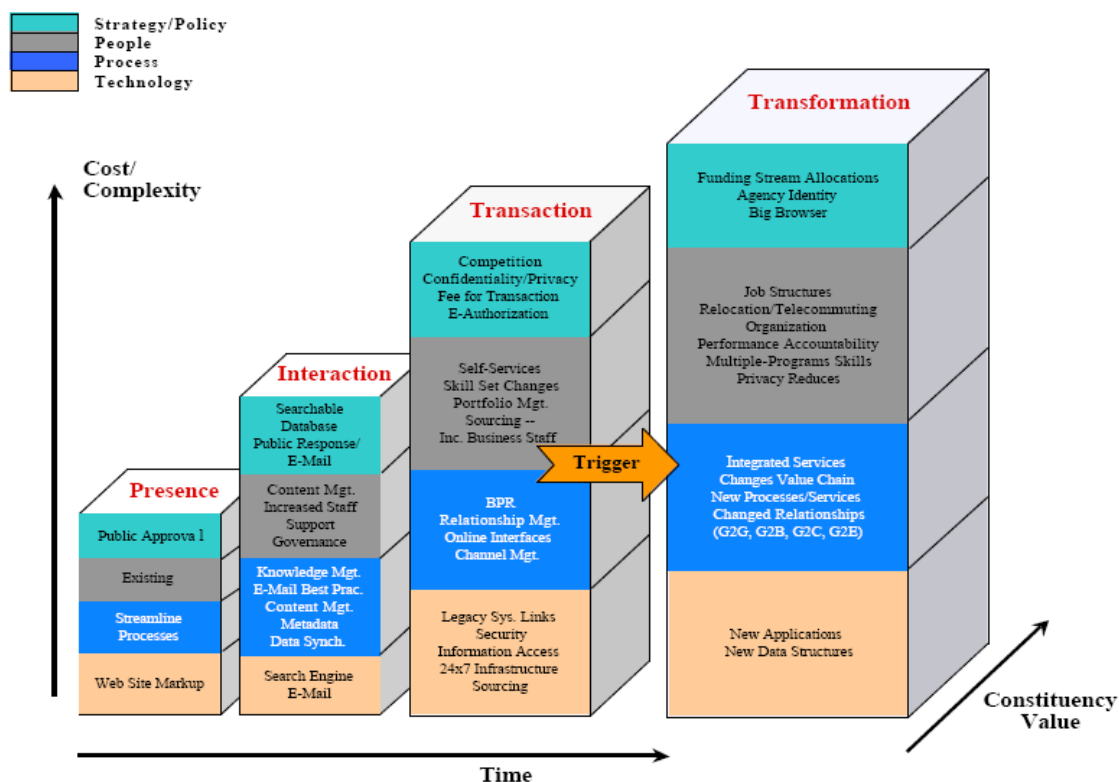 Strategy/Policy
People
Process
Technology
Cost/
Complexity
Presence
Public Approva l
Existing
Streamline
Processes
Web Site Markup
Interaction
Searchable
Database
Public Response/
E-Mail
Content Mgt.
Increased Staff
Support
Governance
Knowledge Mgt.
E-Mail Best Prac.
Content Mgt.
Metadata
Data Synch.
Search Engine
E-Mail
Transaction
Competition
Confidentiality/Privacy
Fee for Transaction
E-Authorization
Self-Services
Skill Set Changes
Portfolio Mgt.
Sourcing --
Inc. Business Staff
BPR
Relationship Mgt.
Online Interfaces
Channel Mgt.
Legacy Sys. Links
Security
Information Access
24x7 Infrastructure
Sourcing
Trigger
Transformation
Funding Stream Allocations
Agency Identity
Big Browser
Job Structures
Relocation/Telecommuting
Organization
Performance Accountability
Multiple-Programs Skills
Privacy Reduces
Integrated Services
Changes Value Chain
New Processes/Services
Changed Relationships
(G2G, G2B, G2C, G2E)
New Applications
New Data Structures
Constituency
Value
Time